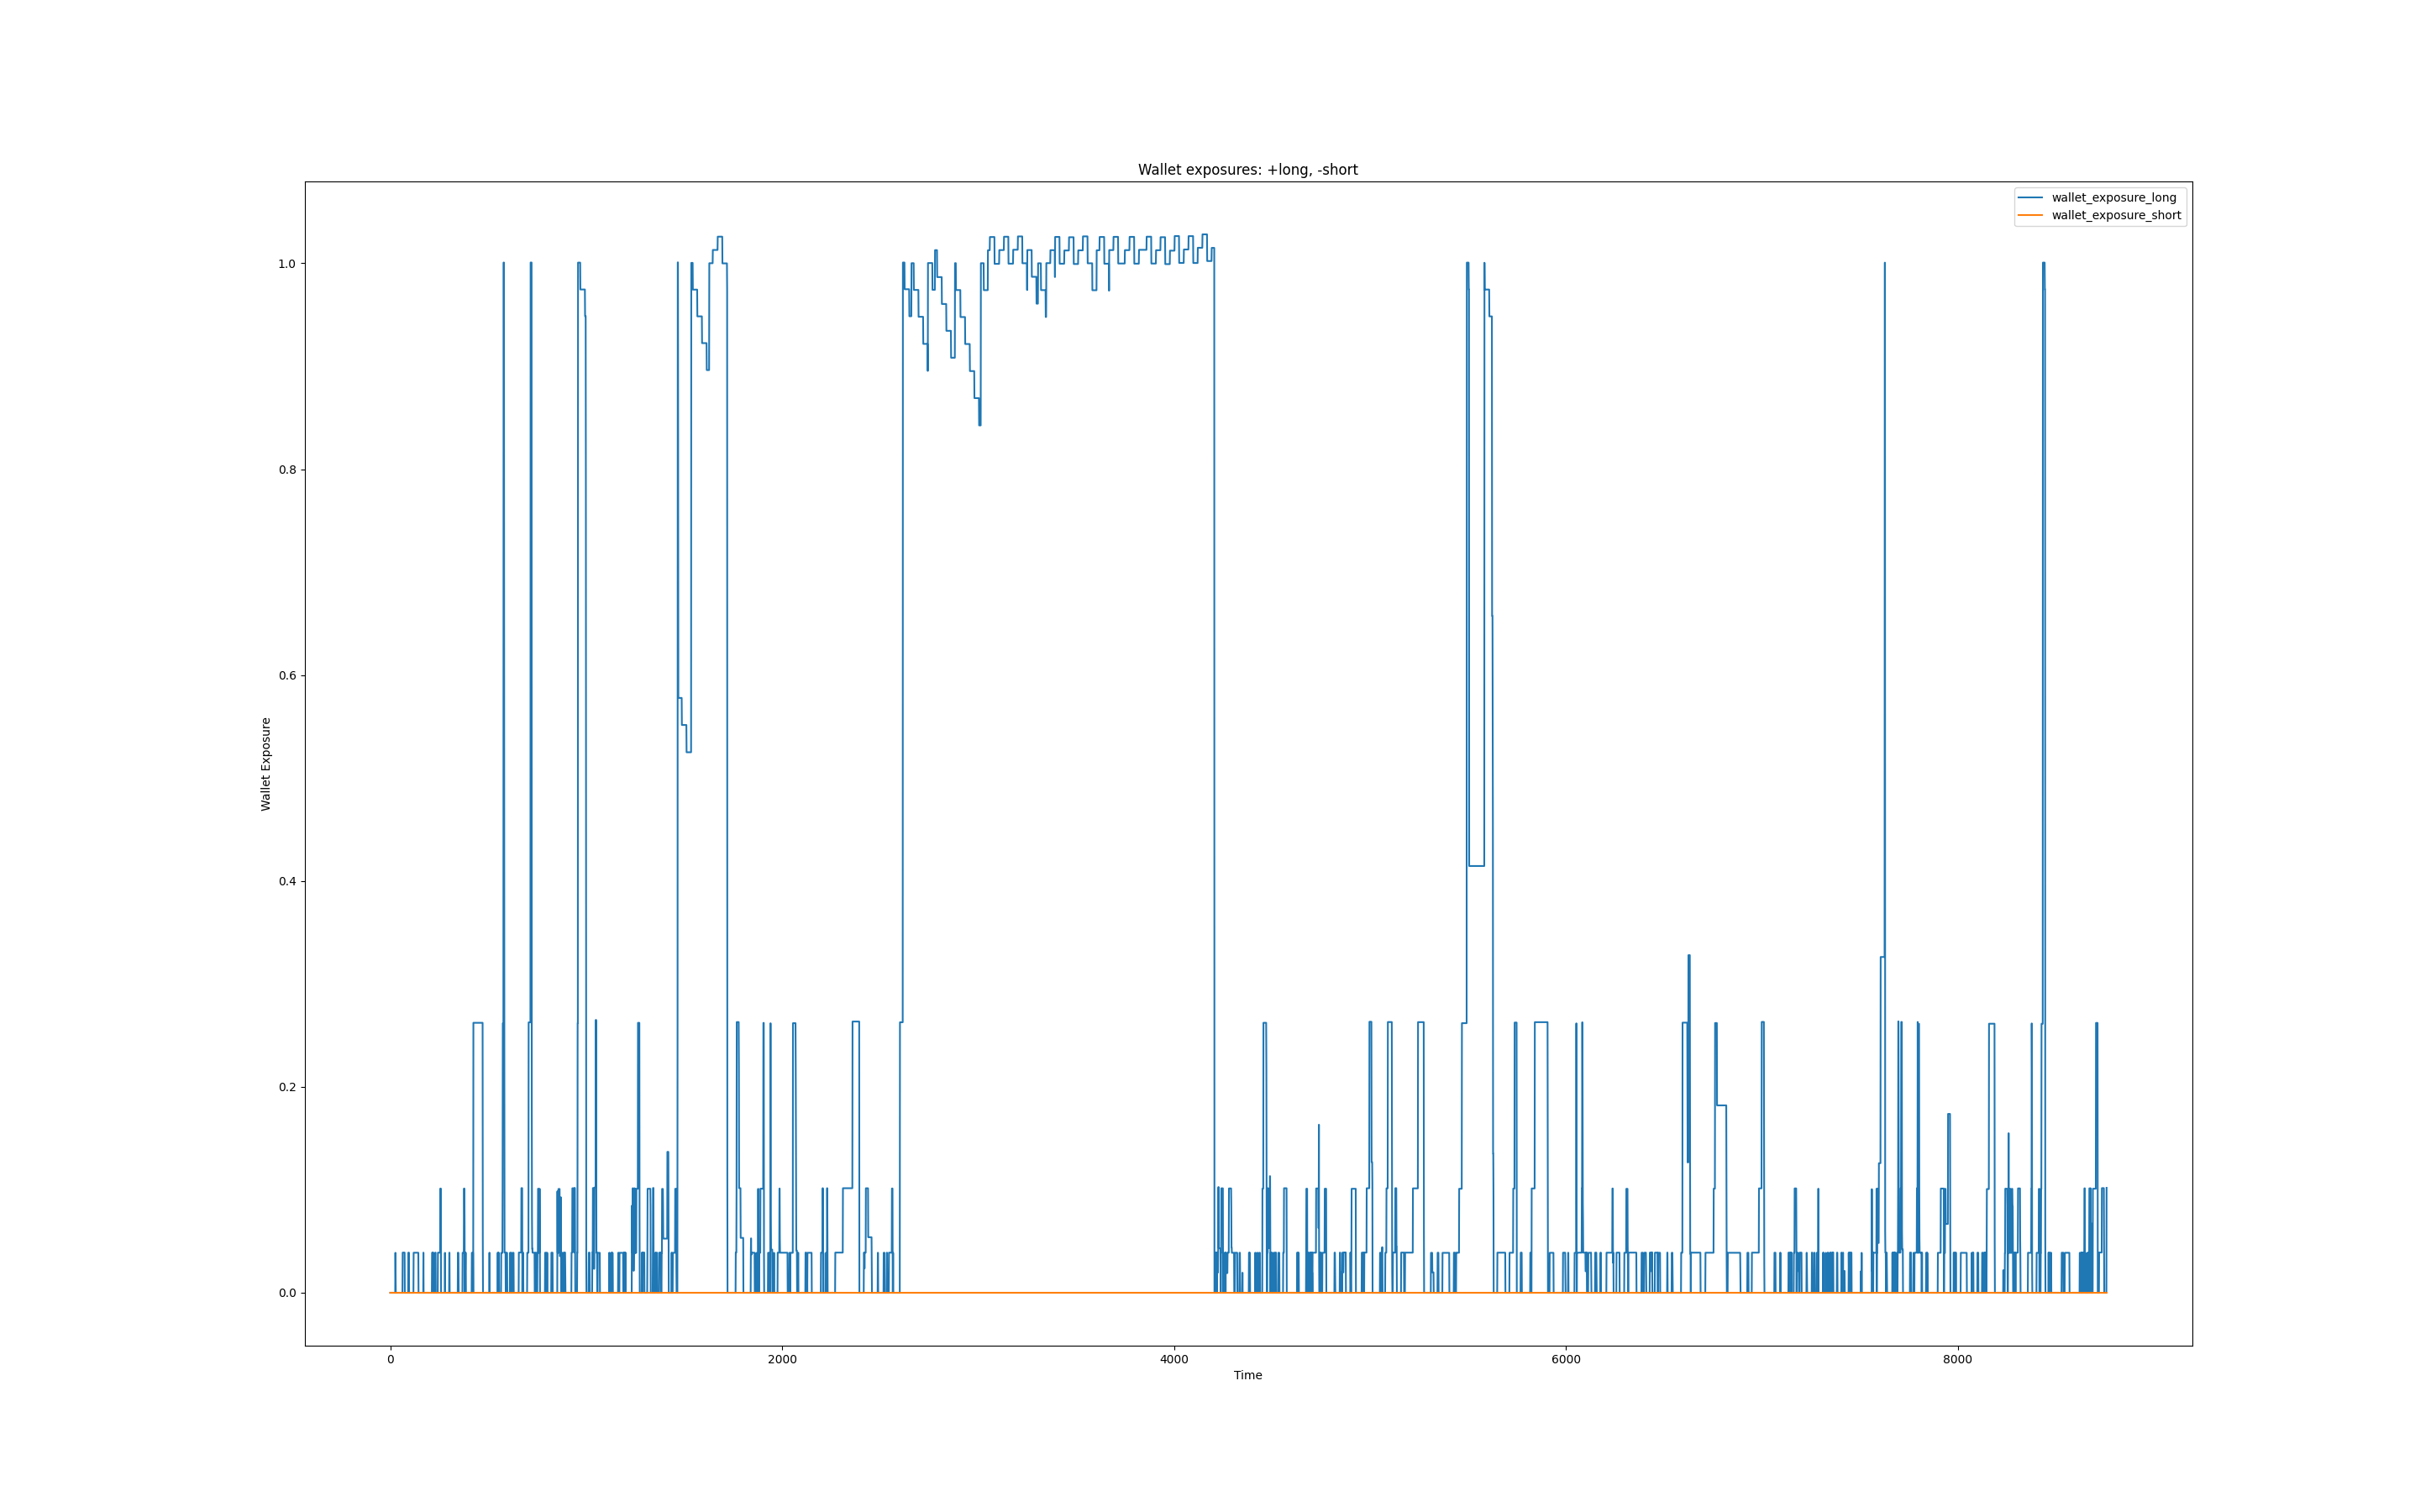 Wallet exposures: +long, -short
wallet_exposure_long
wallet_exposure_short
1.0
0.8
0.6
0.4
0.2
0.0
Wallet Exposure
0 2000 4000 6000 8000
Time